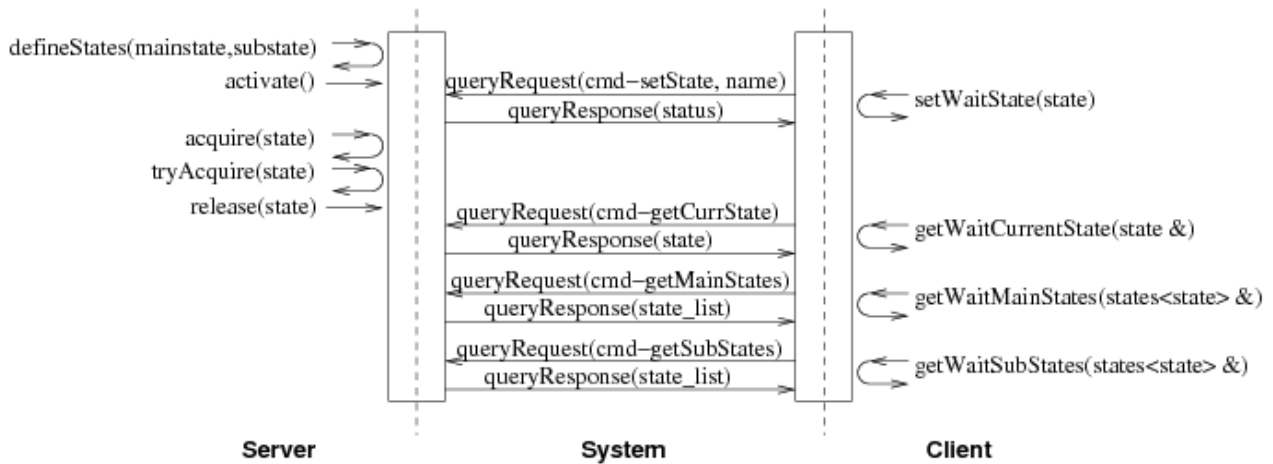 defineStates(mainstate,substate)
activate()
queryRequest(cmd-setState, name)
setWaitState(state)
queryResponse(status)
acquire(state)
tryAcquire(state)
release(state)
queryRequest(cmd-getCurrState)
getWaitCurrentState(state &)
queryResponse(state)
queryRequest(cmd-getMainStates)
getWaitMainStates(states<state> &)
queryResponse(state_list)
queryRequest(cmd-getSubStates)
getWaitSubStates(states<state> &)
queryResponse(state_list)
Server System Client